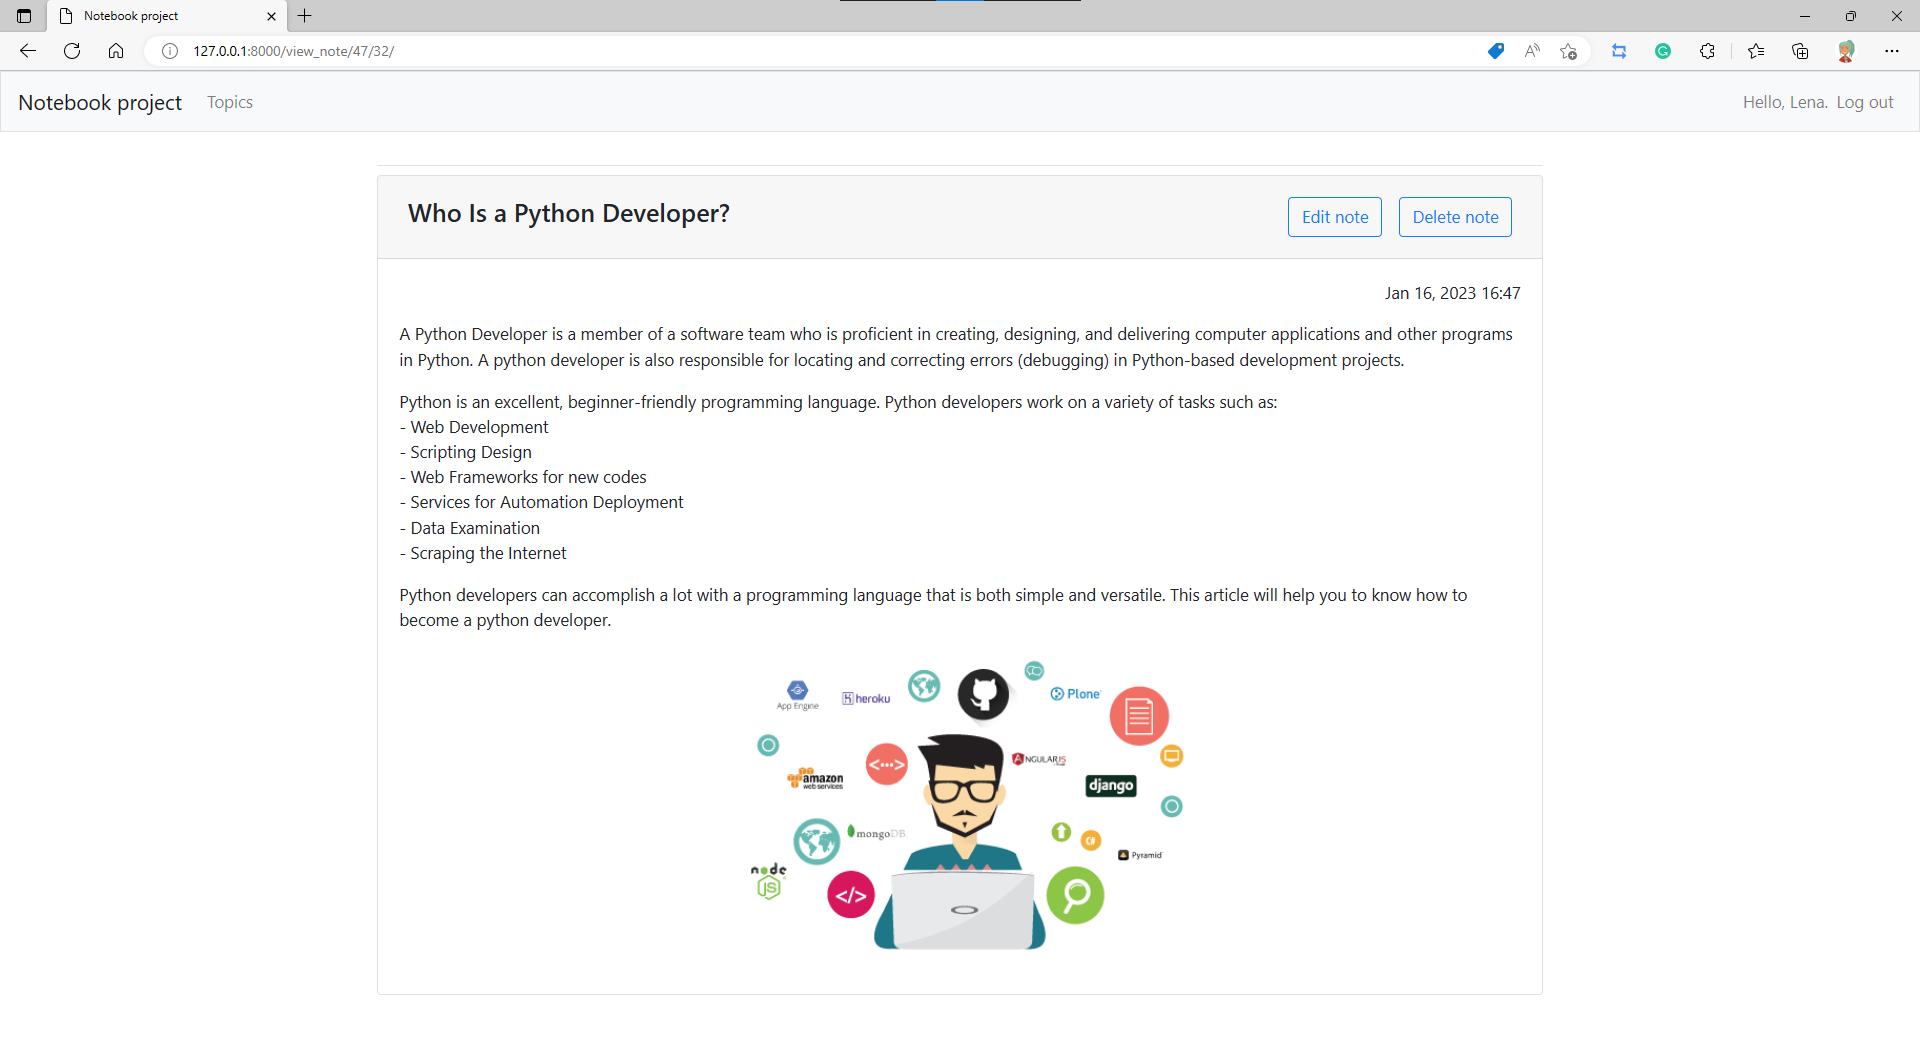 Notebook project
127.0.0.1:8000/view_note/47/32/
Notebook project Topics Hello, Lena. Log out
Who Is a Python Developer? Edit note Delete note
Jan 16, 2023 16:47
A Python Developer is a member of a software team who is proficient in creating, designing, and delivering computer applications and other programs
in Python. A python developer is also responsible for locating and correcting errors (debugging) in Python-based development projects.
Python is an excellent, beginner-friendly programming language. Python developers work on a variety of tasks such as:
- Web Development
- Scripting Design
- Web Frameworks for new codes
- Services for Automation Deployment
- Data Examination
- Scraping the Internet
Python developers can accomplish a lot with a programming language that is both simple and versatile. This article will help you to know how to
become a python developer.
App Engine
heroku
Plone
<...>
ANGULARJS
amazon
web services
django
mongoDB
C#
Pyramid
node
JS
</>